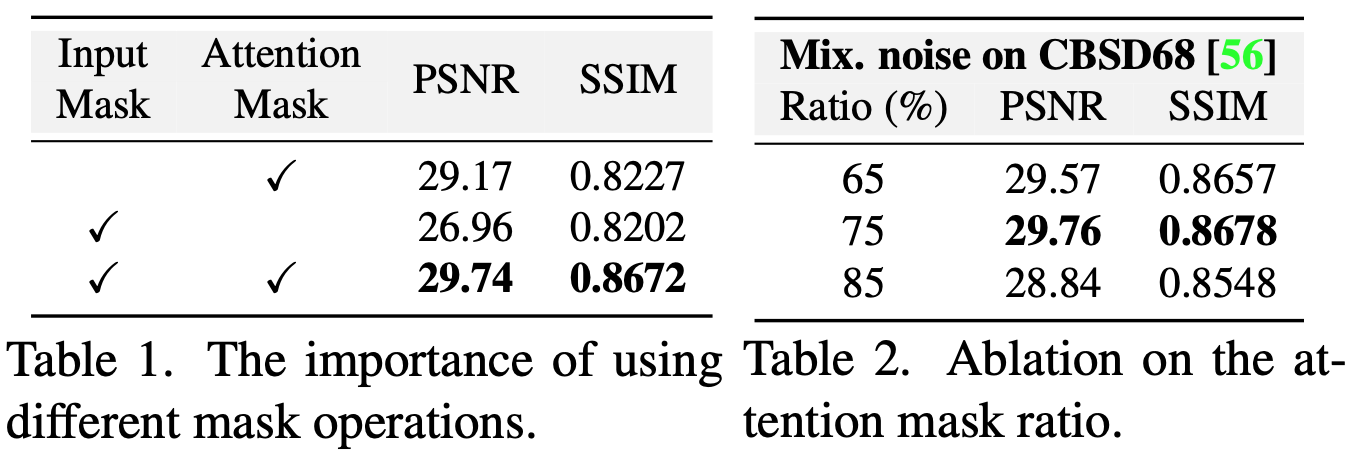 Input Mask Attention Mask PSNR SSIM
✓ 29.17 0.8227
✓ 26.96 0.8202
✓ ✓ 29.74 0.8672
Table 1. The importance of using
different mask operations.
Mix. noise on CBSD68 [56]
Ratio (%) PSNR SSIM
65 29.57 0.8657
75 29.76 0.8678
85 28.84 0.8548
Table 2. Ablation on the at-
tention mask ratio.